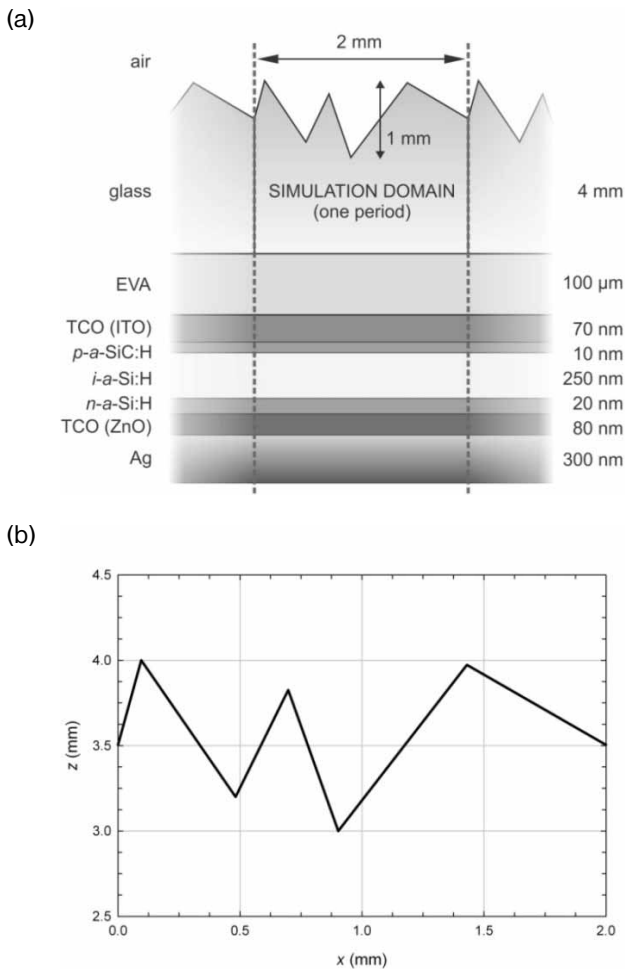 (a)
air
2 mm
1 mm
glass
SIMULATION DOMAIN
(one period)
4 mm
EVA
100 µm
TCO (ITO)
70 nm
p-a-SiC:H
10 nm
i-a-Si:H
250 nm
n-a-Si:H
20 nm
TCO (ZnO)
80 nm
Ag
300 nm
(b)
4.5
4.0
3.5
3.0
2.5
z (mm)
0.0
0.5
1.0
1.5
2.0
x (mm)